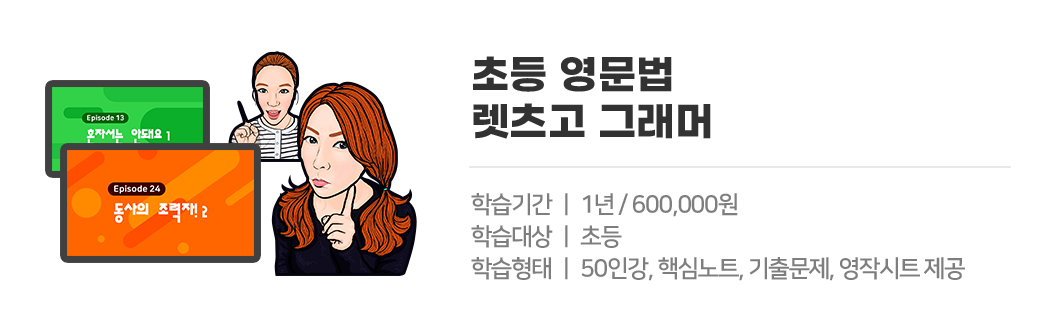 초등 영문법
렛츠고 그래머
Episode 13
혼자서는 안돼요 1
Episode 24
동사의 조력자! 2
학습기간 ㅣ 1년 / 600,000원
학습대상 ㅣ 초등
학습형태 ㅣ 50인강, 핵심노트, 기출문제, 영작시트 제공